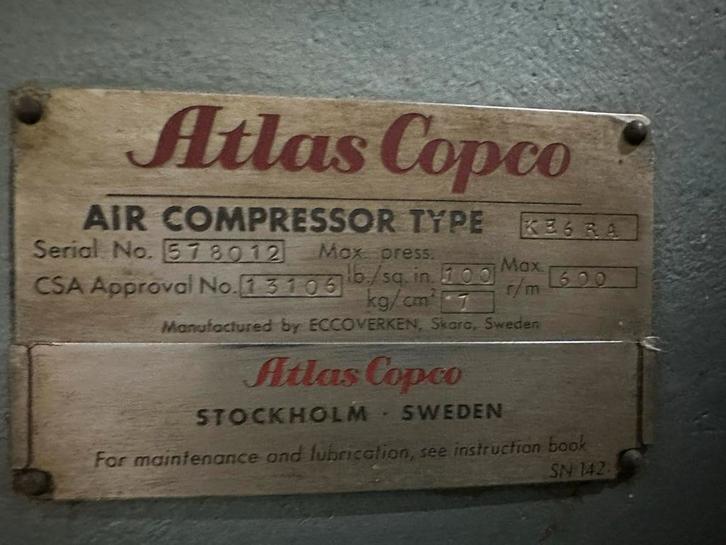 Atlas Copco
AIR COMPRESSOR TYPE KE6RA
Serial No. 578012 Max. press.
CSA Approval No. 13106 lb./sq. in. 100 Max. r/m 600
kg/cm² 7
Manufactured by ECCOVERKEN, Skara, Sweden
Atlas Copco
STOCKHOLM · SWEDEN
For maintenance and lubrication, see instruction book
SN 142